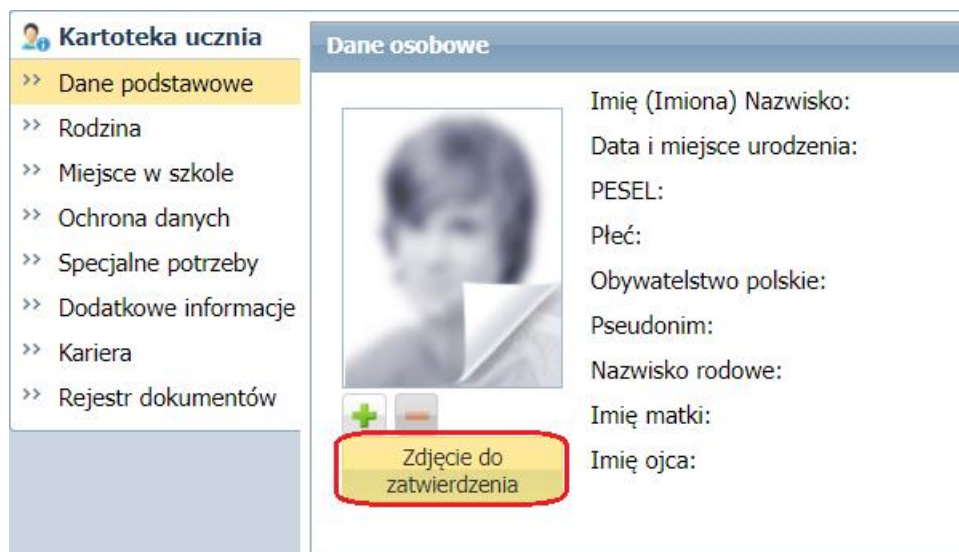 Kartoteka ucznia
Dane podstawowe
Rodzina
Miejsce w szkole
Ochrona danych
Specjalne potrzeby
Dodatkowe informacje
Kariera
Rejestr dokumentów
Dane osobowe
Imię (Imiona) Nazwisko:
Data i miejsce urodzenia:
PESEL:
Płeć:
Obywatelstwo polskie:
Pseudonim:
Nazwisko rodowe:
Imię matki:
Imię ojca:
Zdjęcie do
zatwierdzenia